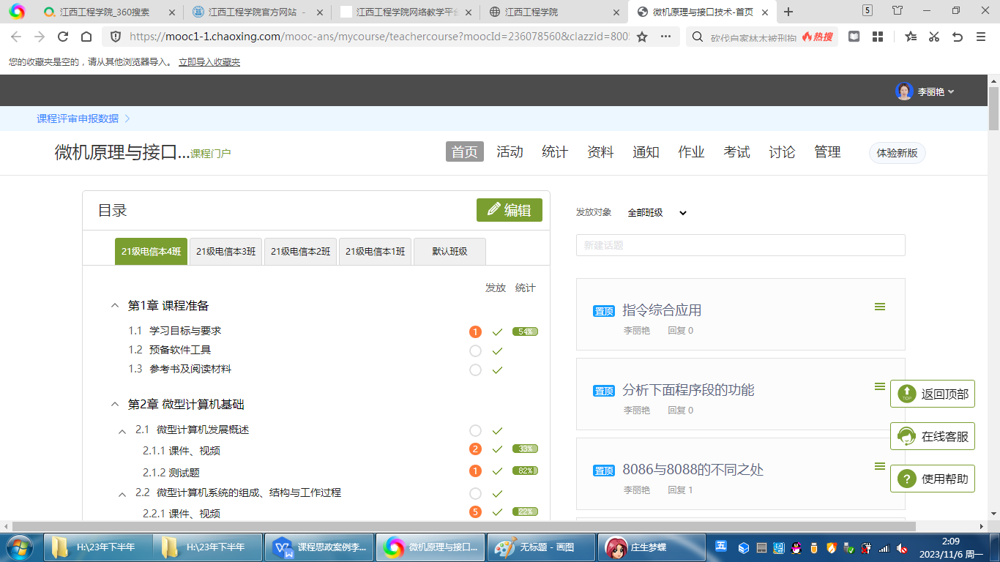 江西工程学院_360搜索
江西工程学院官方网站 -
江西工程学院网络教学平台
江西工程学院
微机原理与接口技术-首页
5
https://mooc1-1.chaoxing.com/mooc-ans/mycourse/teachercourse?moocId=236078560&clazzid=800
砍伐自家林木被刑拘
热搜
您的收藏夹是空的，请从其他浏览器导入。 立即导入收藏夹
李丽艳
课程评审申报数据
微机原理与接口...课程门户
首页 活动 统计 资料 通知 作业 考试 讨论 管理 体验新版
目录
编辑
21级电信本4班 21级电信本3班 21级电信本2班 21级电信本1班 默认班级
发放 统计
第1章 课程准备
1.1 学习目标与要求 1 54%
1.2 预备软件工具
1.3 参考书及阅读材料
第2章 微型计算机基础
2.1 微型计算机发展概述
2.1.1 课件、视频 2 33%
2.1.2 测试题 1 82%
2.2 微型计算机系统的组成、结构与工作过程
2.2.1 课件、视频 5 22%
发放对象 全部班级
新建话题
置顶 指令综合应用
李丽艳 回复 0
置顶 分析下面程序段的功能
李丽艳 回复 0
置顶 8086与8088的不同之处
李丽艳 回复 1
TOP 返回顶部
在线客服
? 使用帮助
H:\23年下半年
H:\23年下半年
课程思政案例李...
微机原理与接口...
无标题 - 画图
庄生梦蝶
五
2:09
2023/11/6 周一